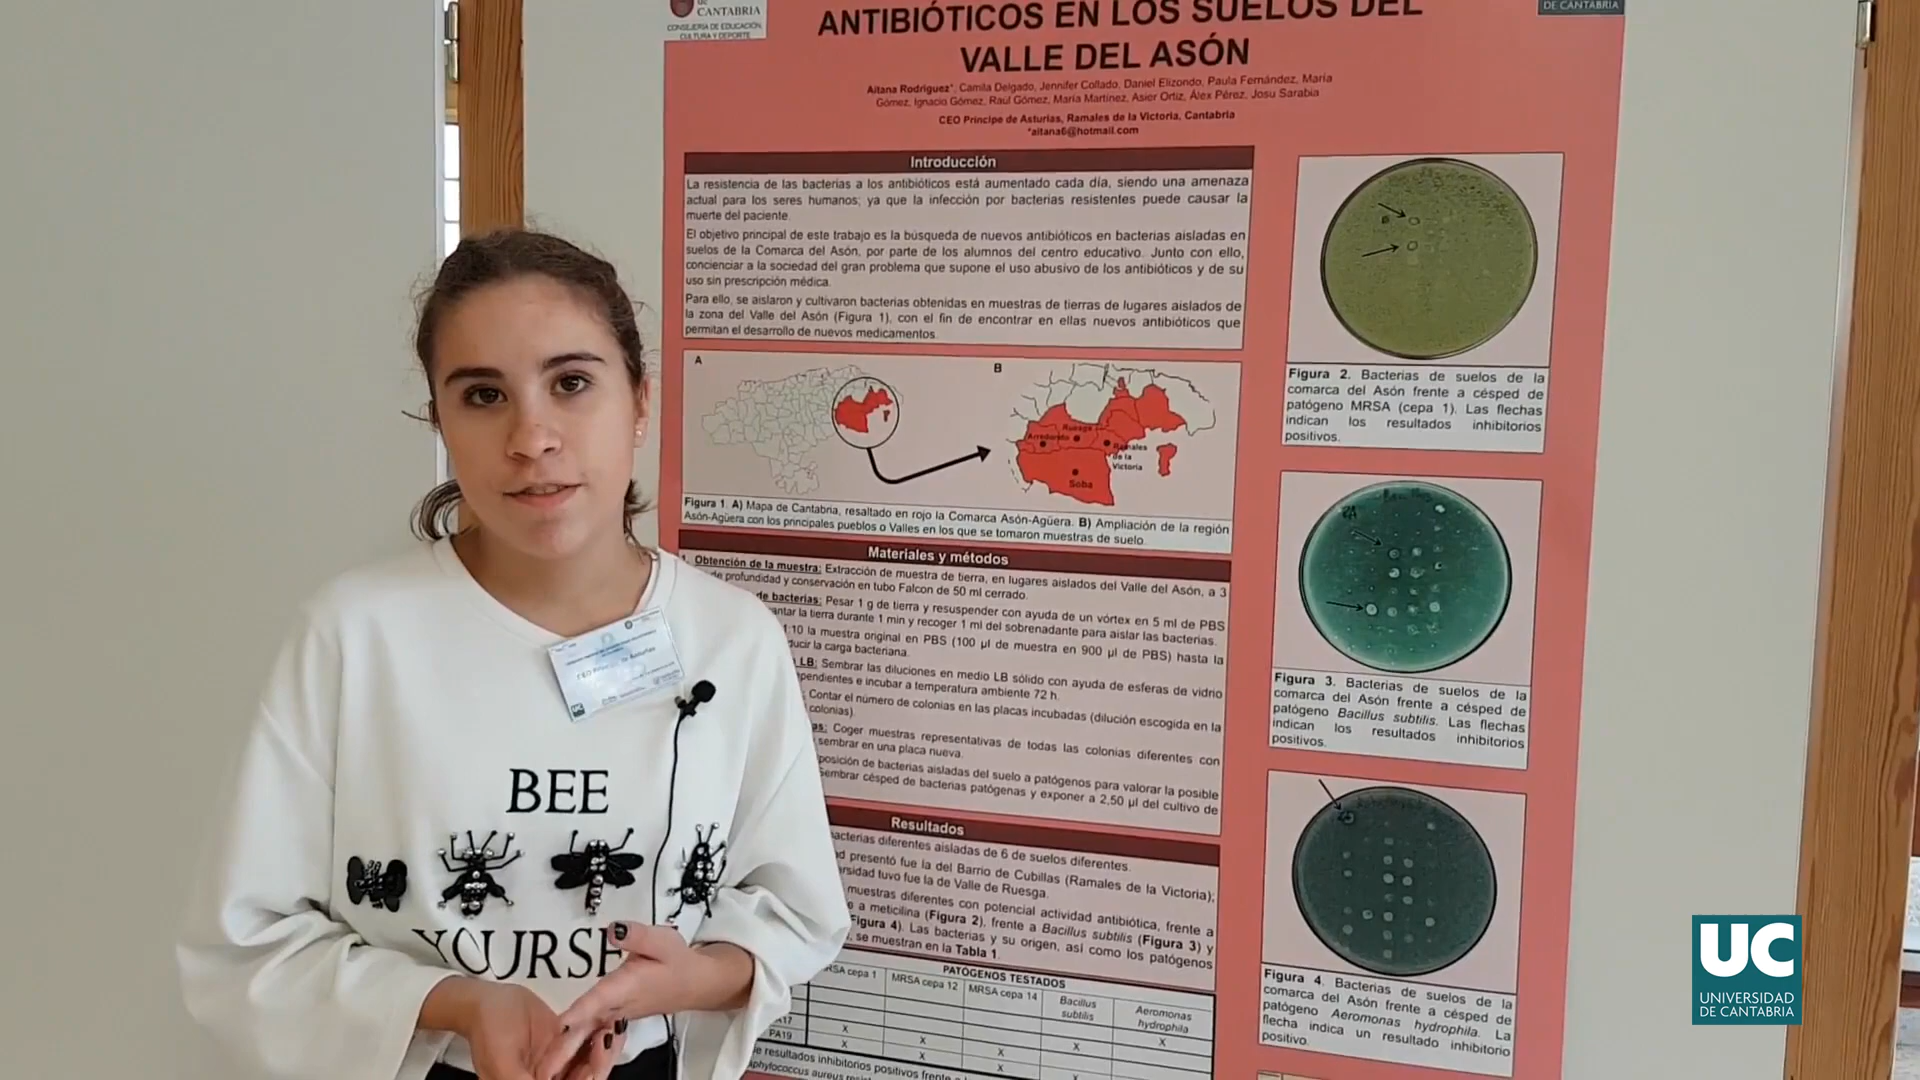 UC
CANTABRIA
CONSEJERÍA DE EDUCACIÓN,
CULTURA Y DEPORTE
DE CANTABRIA
ANTIBIÓTICOS EN LOS SUELOS DEL
VALLE DEL ASÓN
Aitana Rodríguez*, Camila Delgado, Jennifer Collado, Daniel Elizondo, Paula Fernández, María
Gómez, Ignacio Gómez, Raúl Gómez, María Martínez, Asier Ortiz, Álex Pérez, Josu Sarabia
CEO Príncipe de Asturias, Ramales de la Victoria, Cantabria
*aitana6@hotmail.com
Introducción
La resistencia de las bacterias a los antibióticos está aumentado cada día, siendo una amenaza
actual para los seres humanos; ya que la infección por bacterias resistentes puede causar la
muerte del paciente.
El objetivo principal de este trabajo es la búsqueda de nuevos antibióticos en bacterias aisladas en
suelos de la Comarca del Asón, por parte de los alumnos del centro educativo. Junto con ello,
concienciar a la sociedad del gran problema que supone el uso abusivo de los antibióticos y de su
uso sin prescripción médica.
Para ello, se aislaron y cultivaron bacterias obtenidas en muestras de tierras de lugares aislados de
la zona del Valle del Asón (Figura 1), con el fin de encontrar en ellas nuevos antibióticos que
permitan el desarrollo de nuevos medicamentos.
A
B
Ruesga
Arredondo
Ramales
de la
Victoria
Soba
Figura 1. A) Mapa de Cantabria, resaltado en rojo la Comarca Asón-Agüera. B) Ampliación de la región
Asón-Agüera con los principales pueblos o Valles en los que se tomaron muestras de suelo.
Materiales y métodos
1. Obtención de la muestra: Extracción de muestra de tierra, en lugares aislados del Valle del Asón, a 3
de profundidad y conservación en tubo Falcon de 50 ml cerrado.
de bacterias: Pesar 1 g de tierra y resuspender con ayuda de un vórtex en 5 ml de PBS
antar la tierra durante 1 min y recoger 1 ml del sobrenadante para aislar las bacterias.
1:10 la muestra original en PBS (100 µl de muestra en 900 µl de PBS) hasta la
ducir la carga bacteriana.
LB: Sembrar las diluciones en medio LB sólido con ayuda de esferas de vidrio
pendientes e incubar a temperatura ambiente 72 h.
Contar el número de colonias en las placas incubadas (dilución escogida en la
colonias).
as: Coger muestras representativas de todas las colonias diferentes con
sembrar en una placa nueva.
posición de bacterias aisladas del suelo a patógenos para valorar la posible
Sembrar césped de bacterias patógenas y exponer a 2,50 µl del cultivo de
Resultados
bacterias diferentes aisladas de 6 de suelos diferentes.
ad presentó fue la del Barrio de Cubillas (Ramales de la Victoria);
ersidad tuvo fue la de Valle de Ruesga.
muestras diferentes con potencial actividad antibiótica, frente a
o a meticilina (Figura 2), frente a Bacillus subtilis (Figura 3) y
Figura 4). Las bacterias y su origen, así como los patógenos
, se muestran en la Tabla 1.
PATÓGENOS TESTADOS
RSA cepa 1 MRSA cepa 12 MRSA cepa 14 Bacillus subtilis Aeromonas hydrophila
X
A17 X
PA19 X X X
X X
X X
e resultados inhibitorios positivos frente
aphylococcus aureus
Figura 2. Bacterias de suelos de la
comarca del Asón frente a césped de
patógeno MRSA (cepa 1). Las flechas
indican los resultados inhibitorios
positivos.
Figura 3. Bacterias de suelos de la
comarca del Asón frente a césped de
patógeno Bacillus subtilis. Las flechas
indican los resultados inhibitorios
positivos.
Figura 4. Bacterias de suelos de la
comarca del Asón frente a césped de
patógeno Aeromonas hydrophila. La
flecha indica un resultado inhibitorio
positivo.
UC
BEE
YOURSE
UC
UNIVERSIDAD
DE CANTABRIA